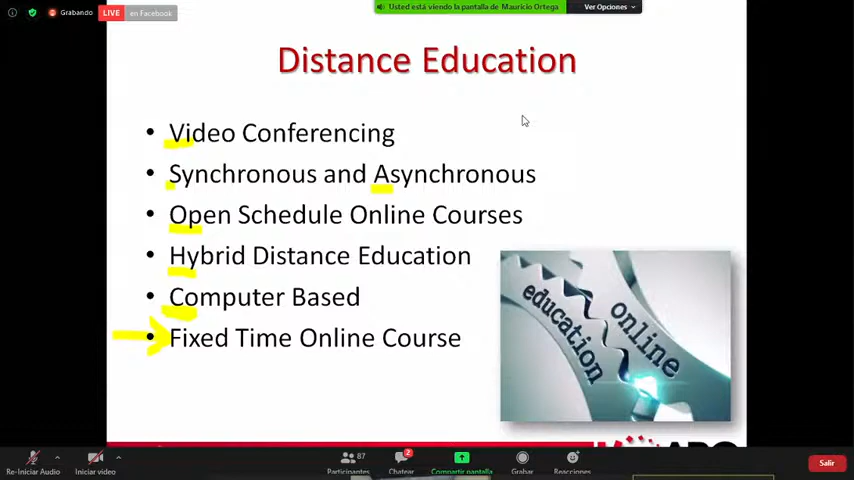 Grabando
LIVE en Facebook
Usted está viendo la pantalla de Mauricio Ortega
Ver Opciones
Distance Education
• Video Conferencing
• Synchronous and Asynchronous
• Open Schedule Online Courses
• Hybrid Distance Education
• Computer Based
• Fixed Time Online Course
education
online
Re-Iniciar Audio
Iniciar video
87
Participantes
2
Chatear
Compartir pantalla
Grabar
Reacciones
Salir